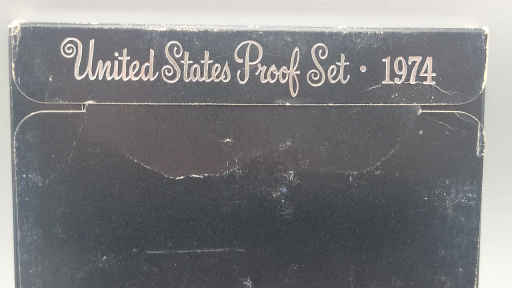 United States Proof Set · 1974